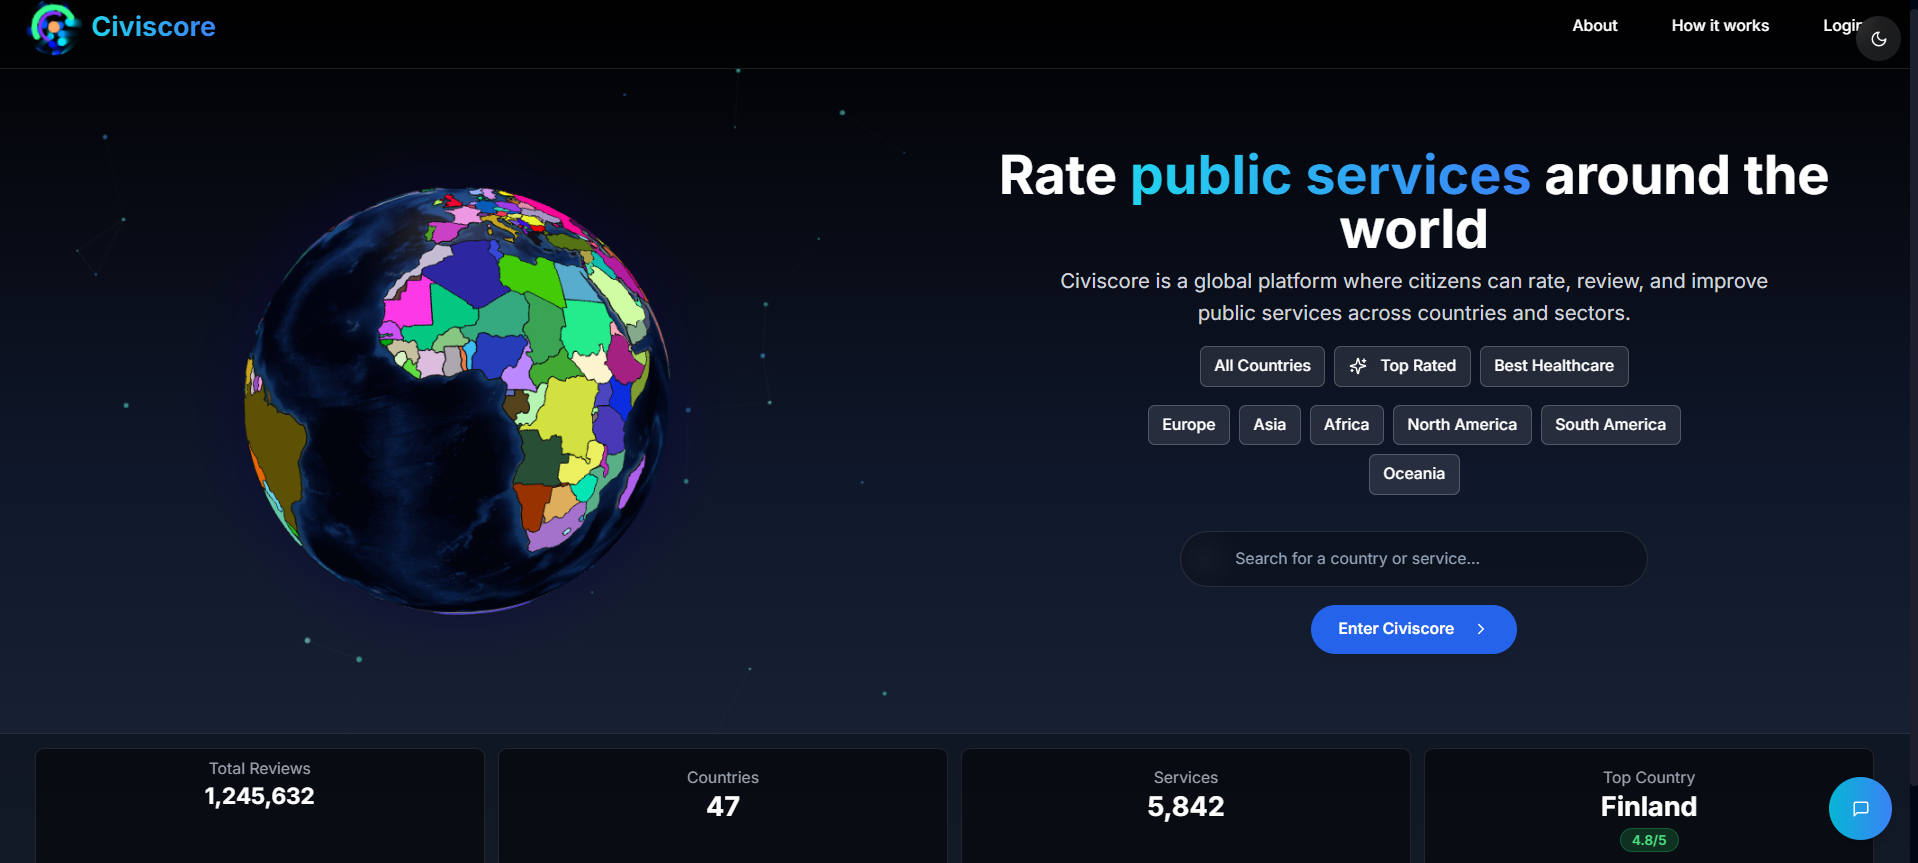 Civiscore
About
How it works
Login
Rate public services around the
world
Civiscore is a global platform where citizens can rate, review, and improve
public services across countries and sectors.
All Countries
Top Rated
Best Healthcare
Europe
Asia
Africa
North America
South America
Oceania
Search for a country or service...
Enter Civiscore
Total Reviews
1,245,632
Countries
47
Services
5,842
Top Country
Finland
4.8/5